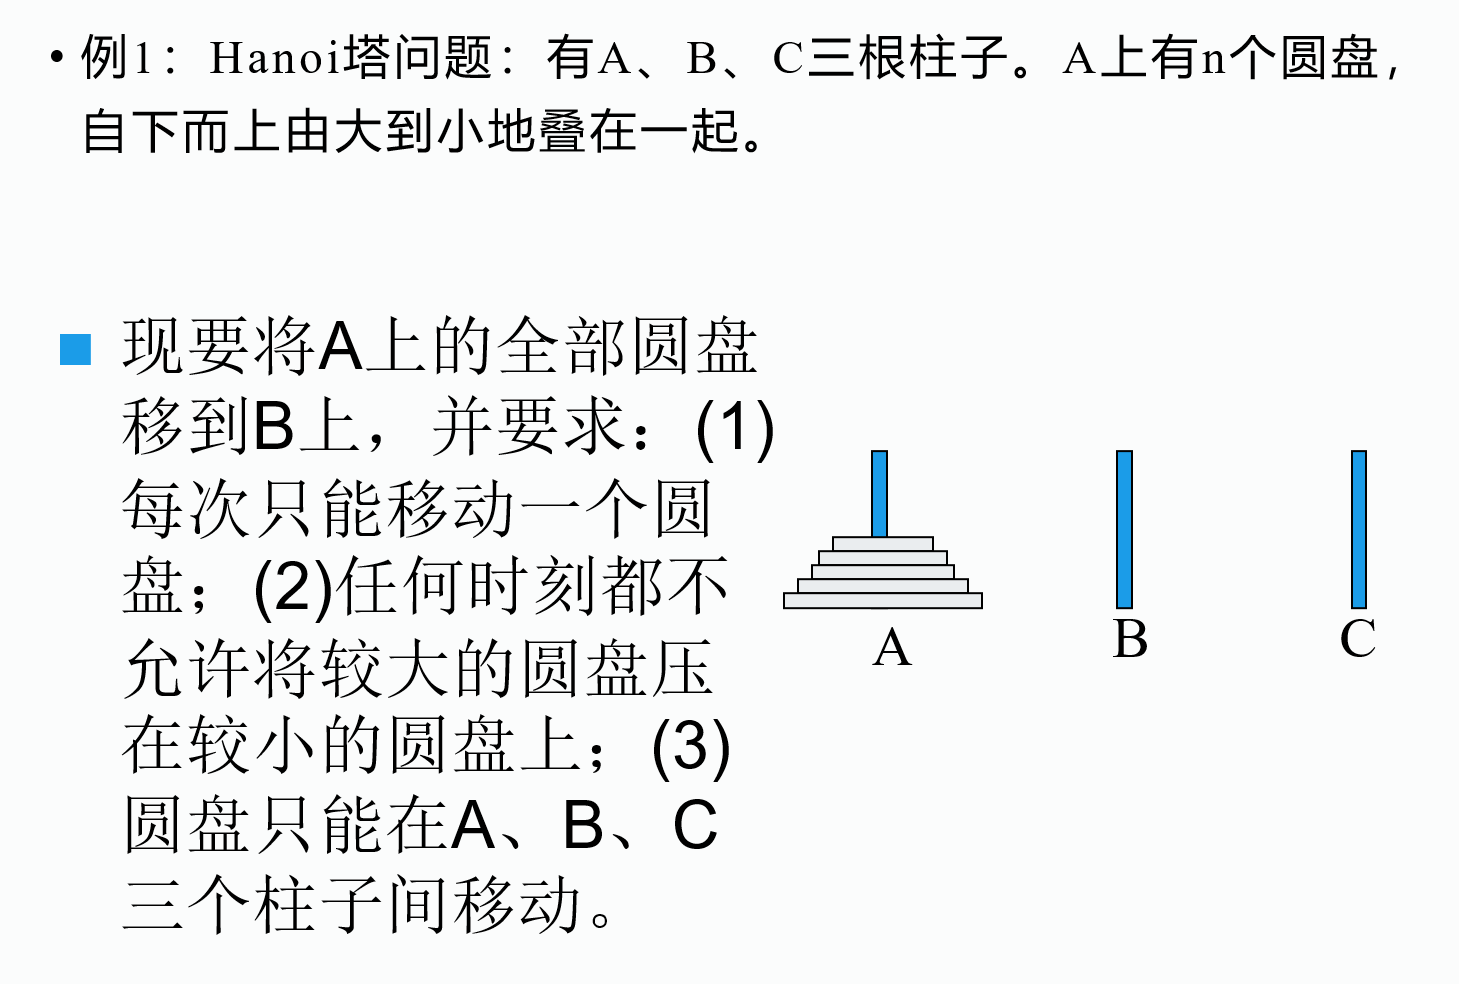 • 例1：Hanoi塔问题：有A、B、C三根柱子。A上有n个圆盘，
自下而上由大到小地叠在一起。
现要将A上的全部圆盘
移到B上，并要求：(1)
每次只能移动一个圆
盘；(2)任何时刻都不
允许将较大的圆盘压
在较小的圆盘上；(3)
圆盘只能在A、B、C
三个柱子间移动。
A B C